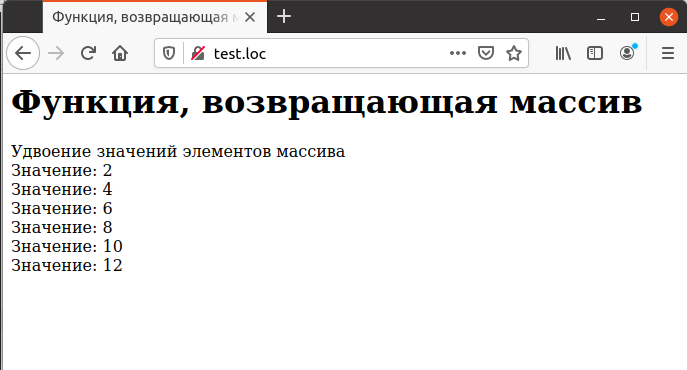 Функция, возвращающая м
test.loc
Функция, возвращающая массив
Удвоение значений элементов массива
Значение: 2
Значение: 4
Значение: 6
Значение: 8
Значение: 10
Значение: 12